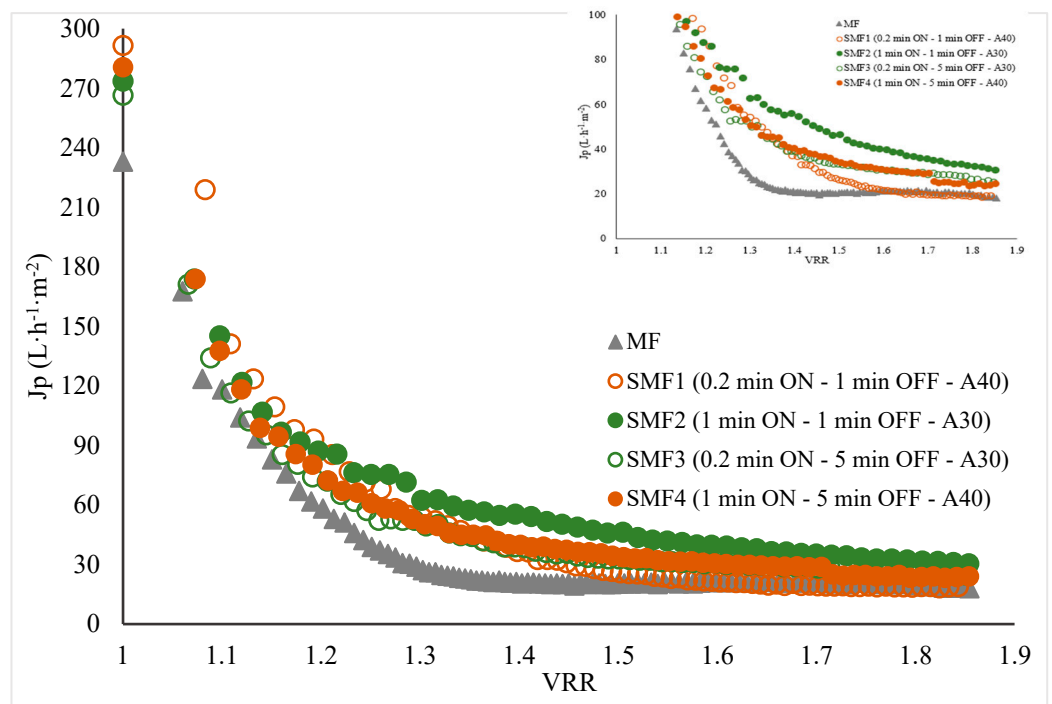 300
270
240
210
180
150
120
90
60
30
0
Jp (L·h⁻¹·m⁻²)
1
1.1
1.2
1.3
1.4
1.5
1.6
1.7
1.8
1.9
VRR
MF
SMF1 (0.2 min ON - 1 min OFF - A40)
SMF2 (1 min ON - 1 min OFF - A30)
SMF3 (0.2 min ON - 5 min OFF - A30)
SMF4 (1 min ON - 5 min OFF - A40)
100
80
60
40
20
0
Jp (L·h⁻¹·m⁻²)
1
1.1
1.2
1.3
1.4
1.5
1.6
1.7
1.8
1.9
VRR
MF
SMF1 (0.2 min ON - 1 min OFF - A40)
SMF2 (1 min ON - 1 min OFF - A30)
SMF3 (0.2 min ON - 5 min OFF - A30)
SMF4 (1 min ON - 5 min OFF - A40)